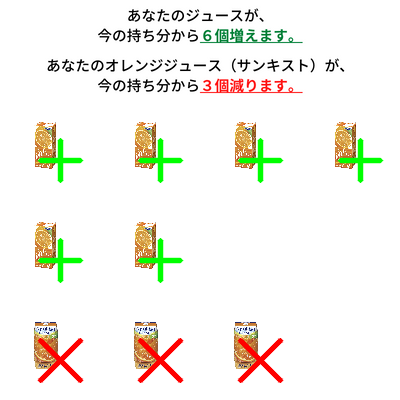 あなたのジュースが、
今の持ち分から６個増えます。
あなたのオレンジジュース（サンキスト）が、
今の持ち分から３個減ります。